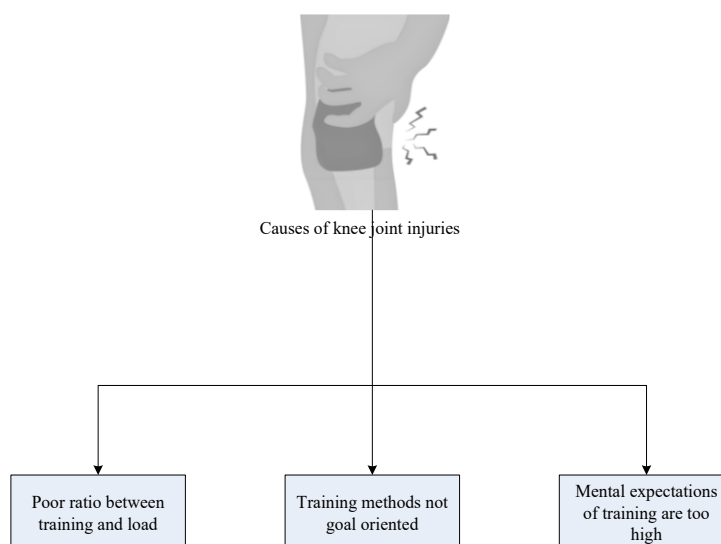 Causes of knee joint injuries
Poor ratio between
training and load
Training methods not
goal oriented
Mental expectations
of training are too
high